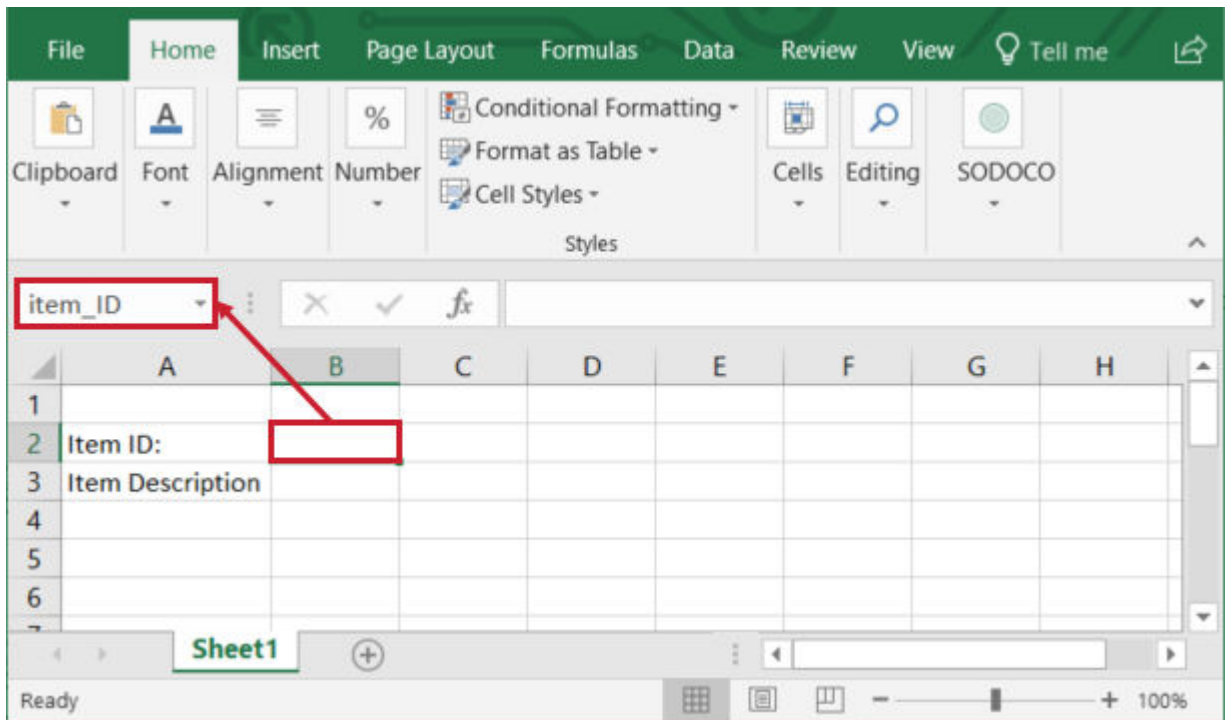 File Home Insert Page Layout Formulas Data Review View Tell me
Clipboard Font Alignment % Number Conditional Formatting Cells Editing SODOCO
Format as Table
Cell Styles
Styles
item_ID fx
A B C D E F G H
1
2 Item ID:
3 Item Description
4
5
6
Sheet1
Ready 100%